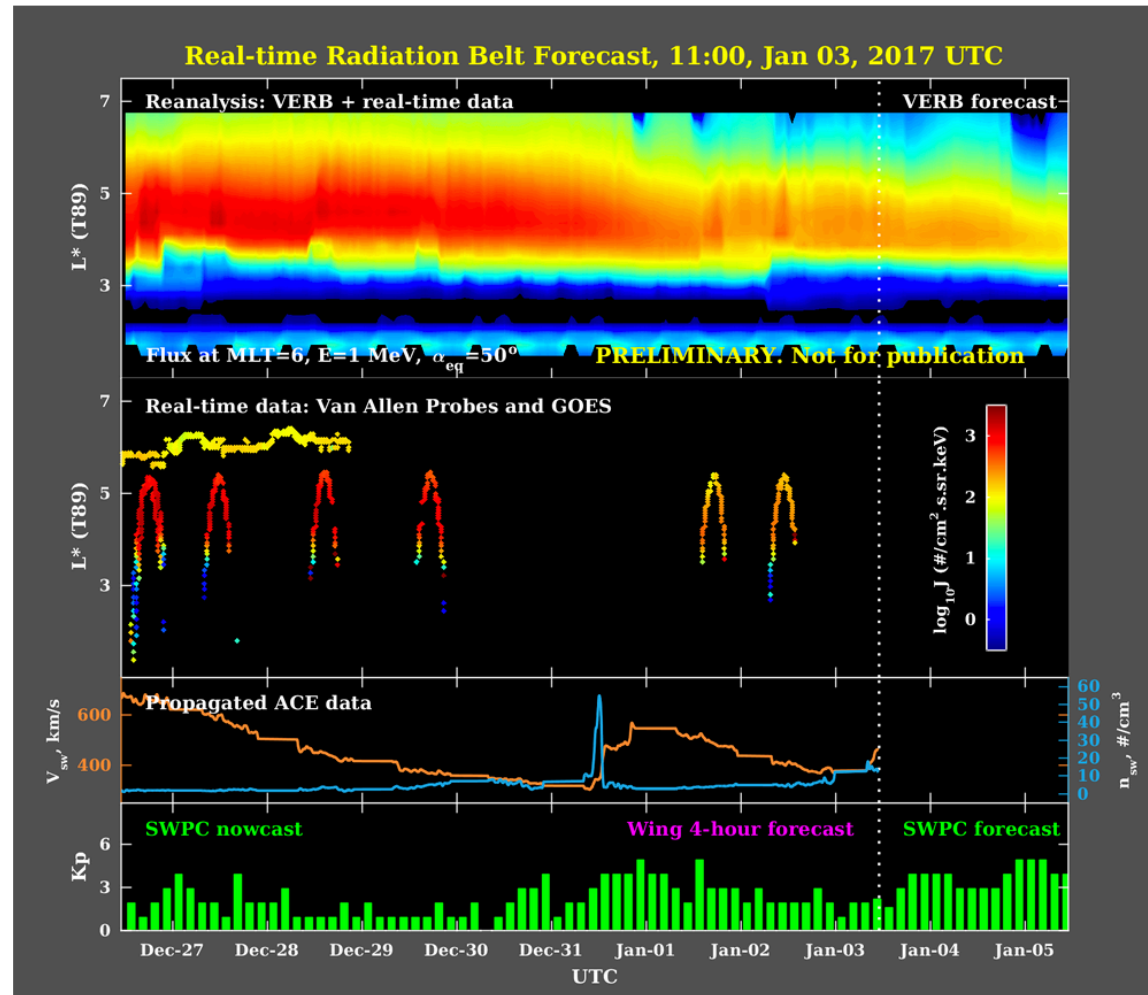 Real-time Radiation Belt Forecast, 11:00, Jan 03, 2017 UTC
Reanalysis: VERB + real-time data
VERB forecast
7
5
3
L* (T89)
Flux at MLT=6, E=1 MeV, αeq=50°
PRELIMINARY. Not for publication
Real-time data: Van Allen Probes and GOES
7
5
3
L* (T89)
3
2
1
0
log10J (#/cm2.s.sr.keV)
Propagated ACE data
600
400
Vsw, km/s
60
50
40
30
20
10
0
nsw, #/cm3
SWPC nowcast
Wing 4-hour forecast
SWPC forecast
6
3
0
Kp
Dec-27 Dec-28 Dec-29 Dec-30 Dec-31 Jan-01 Jan-02 Jan-03 Jan-04 Jan-05
UTC